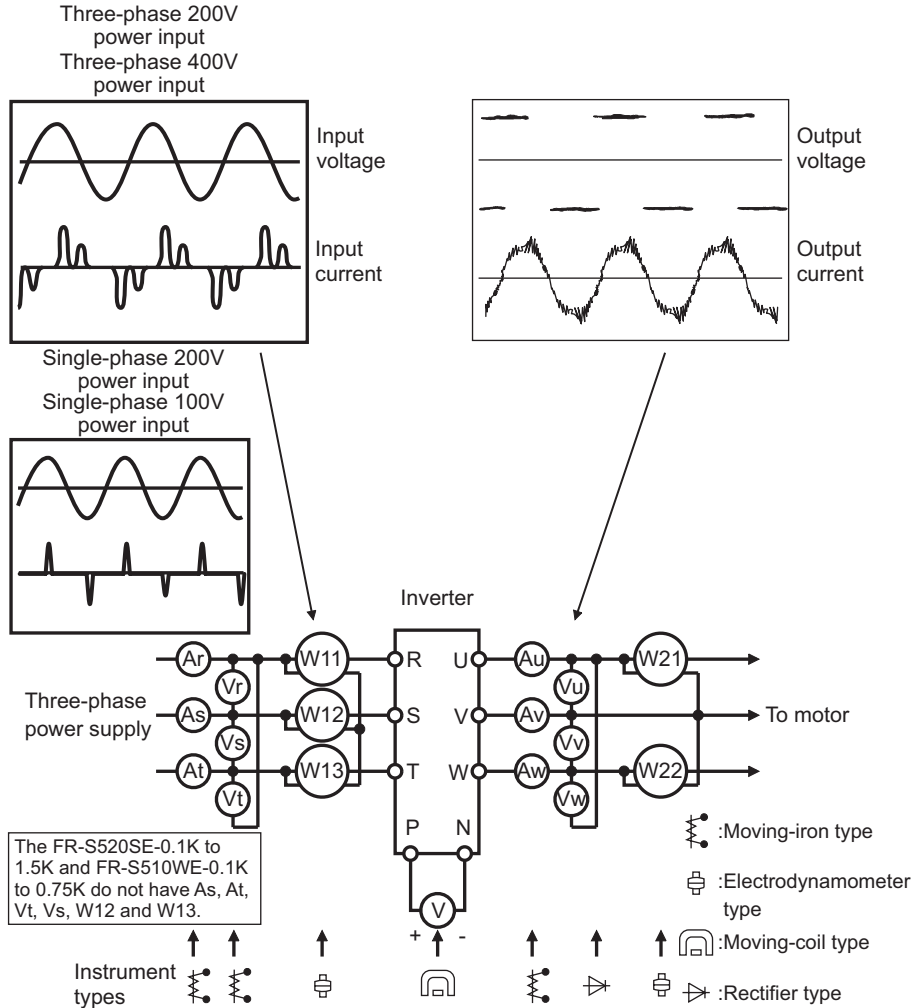 Three-phase 200V
power input
Three-phase 400V
power input
Input
voltage
Input
current
Output
voltage
Output
current
Single-phase 200V
power input
Single-phase 100V
power input
Inverter
Ar
W11
R
U
Au
W21
Vr
Vu
Three-phase
power supply
As
W12
S
V
Av
To motor
Vs
Vv
At
W13
T
W
Aw
W22
Vt
Vw
P
N
The FR-S520SE-0.1K to
1.5K and FR-S510WE-0.1K
to 0.75K do not have As, At,
Vt, Vs, W12 and W13.
V
+
-
:Moving-iron type
:Electrodynamometer
type
:Moving-coil type
:Rectifier type
Instrument
types